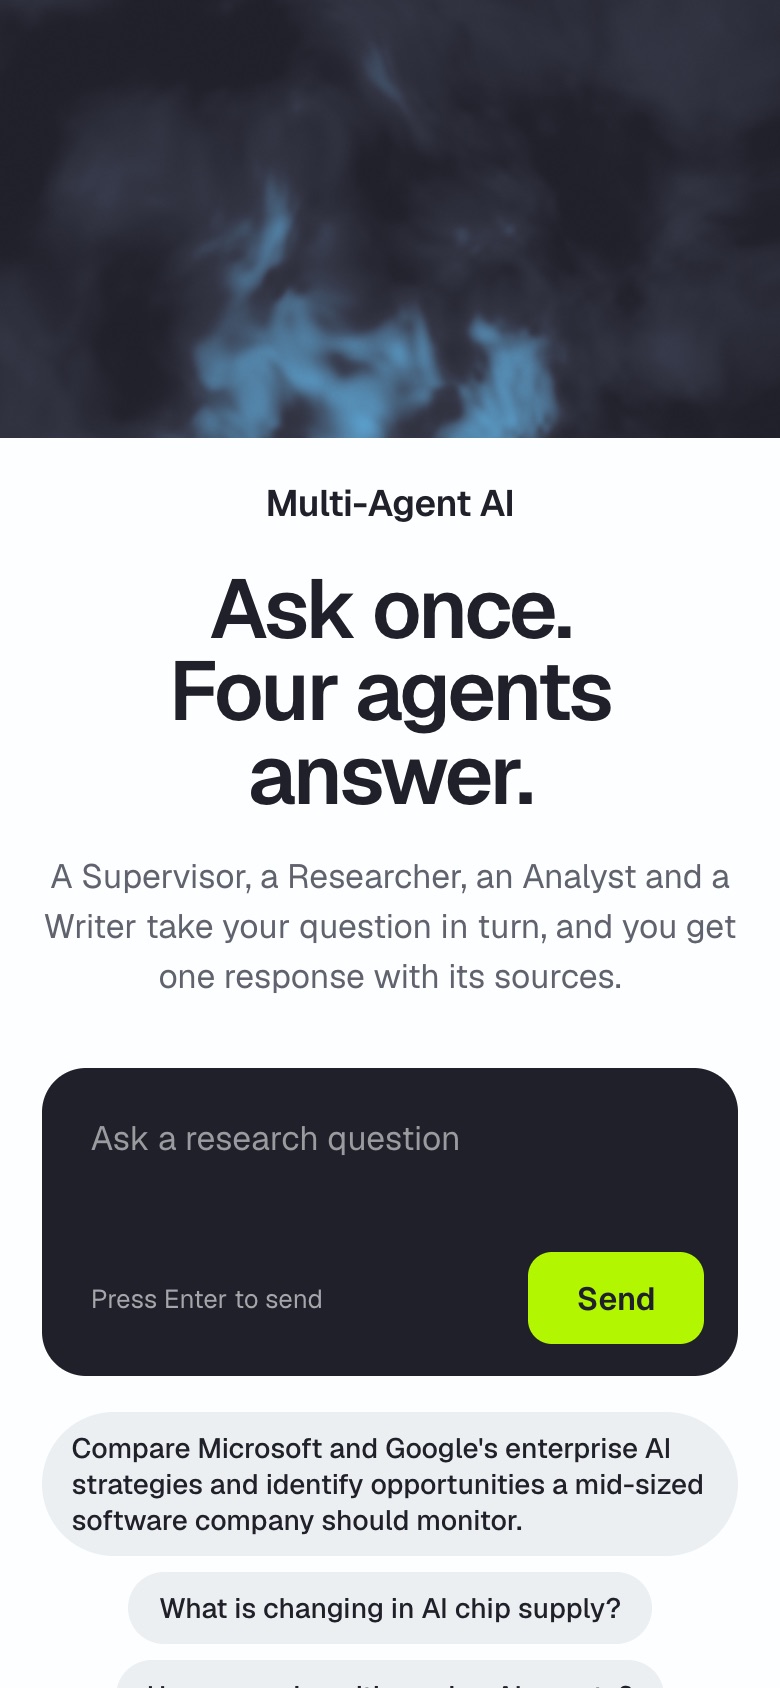 Multi-Agent AI
Ask once.
Four agents
answer.
A Supervisor, a Researcher, an Analyst and a
Writer take your question in turn, and you get
one response with its sources.
Ask a research question
Press Enter to send
Send
Compare Microsoft and Google's enterprise AI
strategies and identify opportunities a mid-sized
software company should monitor.
What is changing in AI chip supply?